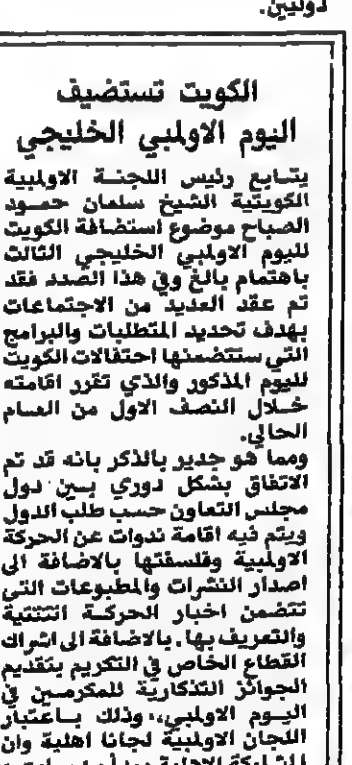 دوليين.
الكويت تستضيف
اليوم الاولمبي الخليجي
يتابع رئيس اللجنة الاولمبية
الكويتية الشيخ سلمان حمود
الصباح موضوع استضافة الكويت
لليوم الاولمبي الخليجي الثالث
باهتمام بالغ وفي هذا الصدد فقد
تم عقد العديد من الاجتماعات
بهدف تحديد المتطلبات والبرامج
التي ستتضمنها احتفالات الكويت
لليوم المذكور والذي تقرر اقامته
خلال النصف الاول من العام
الحالي.
ومما هو جدير بالذكر بانه قد تم
الاتفاق بشكل دوري بين دول
مجلس التعاون حسب طلب الدول
ويتم فيه اقامة ندوات عن الحركة
الاولمبية وفلسفتها بالاضافة الى
اصدار النشرات والمطبوعات التي
تتضمن اخبار الحركة
والتعريف بها. بالاضافة الى اشراك
القطاع الخاص في التكريم بتقديم
الجوائز التذكارية للمكرمين في
اليوم الاولمبي،. وذلك باعتبار
اللجان الاولمبية لجانا اهلية وان